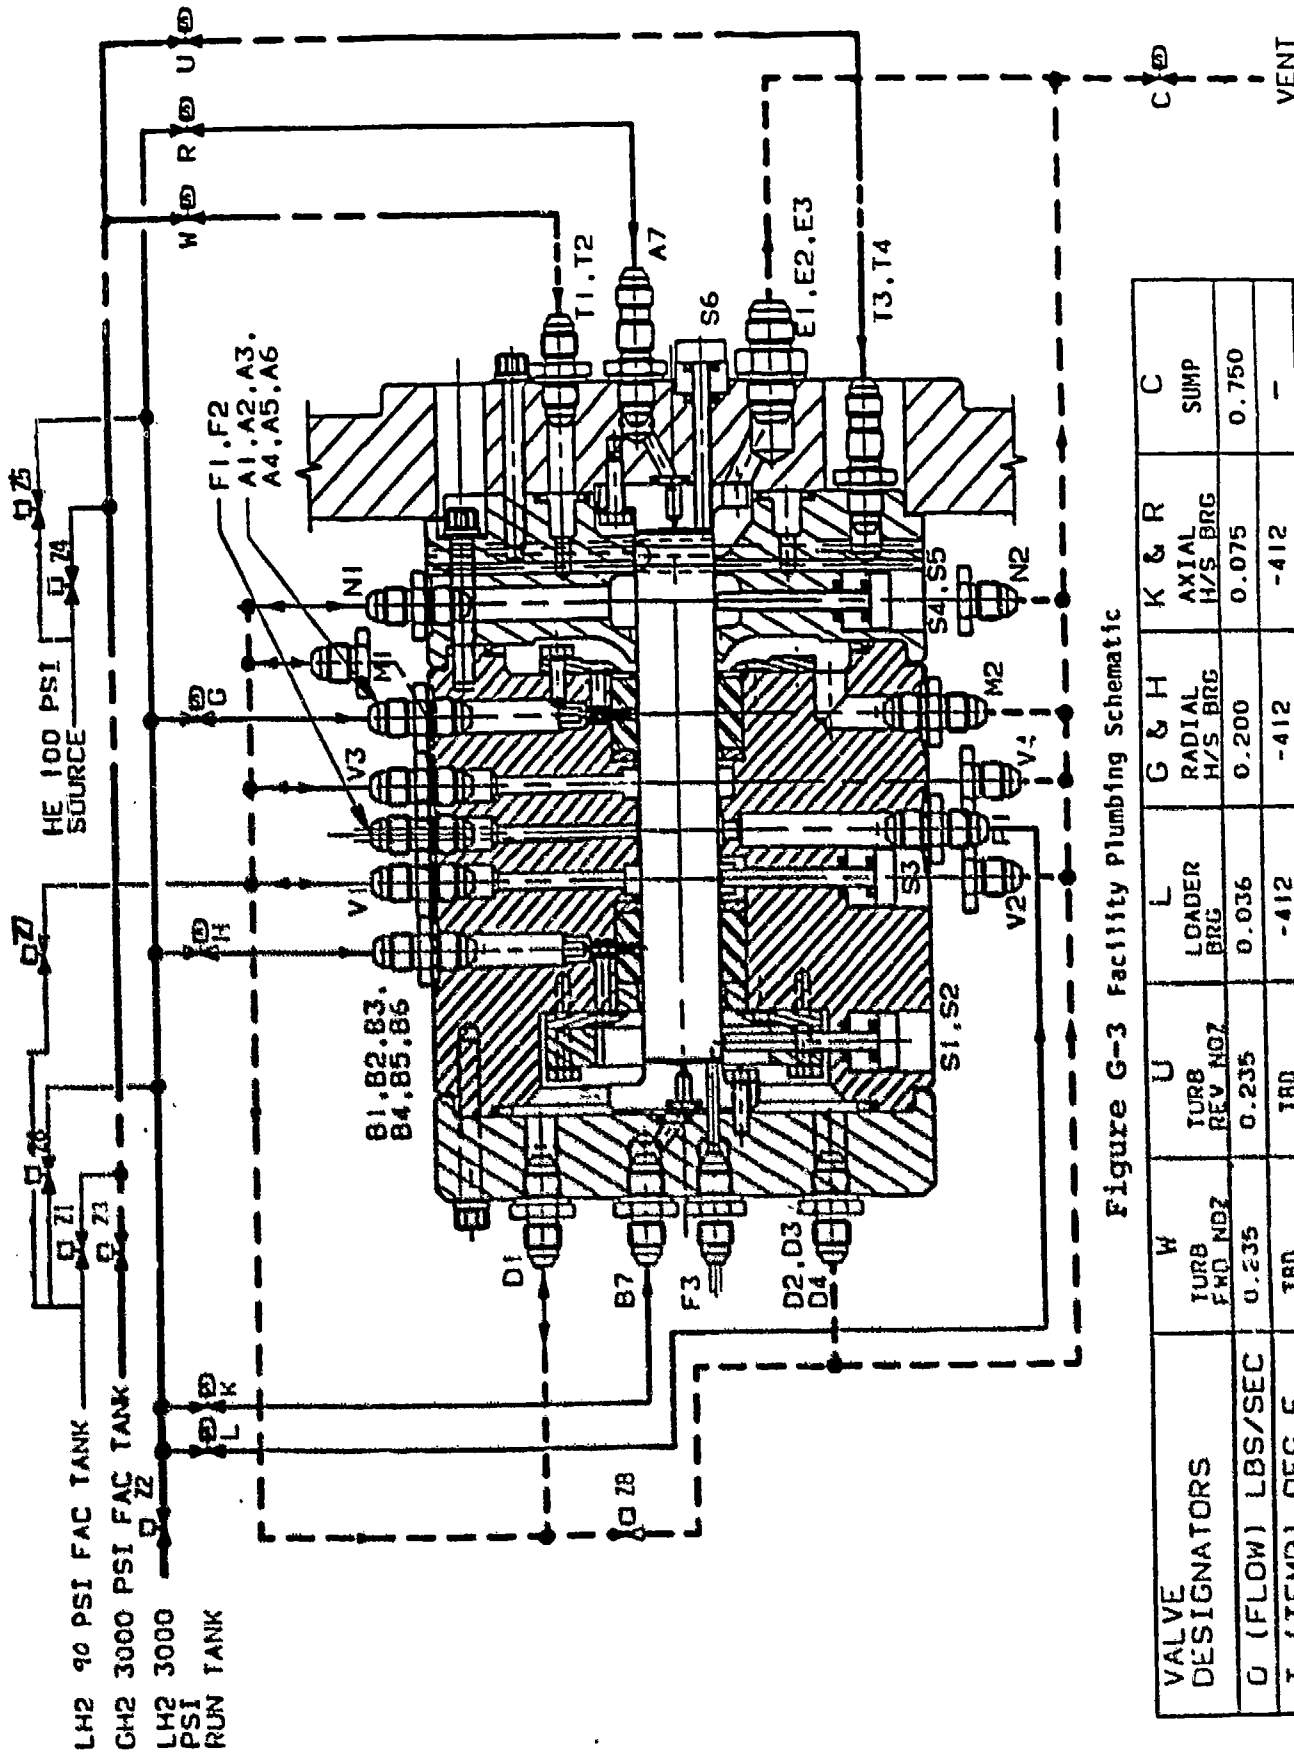 LH2 90 PSI FAC TANK
GH2 3000 PSI FAC TANK
LH2 3000
PSI
RUN TANK
Z2
Z1
Z3
Z6
Z7
HE 100 PSI
SOURCE
Z4
Z5
L
K
H
G
W
R
U
F1,F2
A1,A2,A3,
A4,A5,A6
B1,B2,B3,
B4,B5,B6
V1
V3
M1
N1
T1,T2
A7
S6
E1,E2,E3
T3,T4
D1
B7
F3
D2,D3
D4
S1,S2
S3
V2
P1
V4
M2
S4,S5
N2
Z8
C
VENT
Figure G-3 Facility Plumbing Schematic
VALVE DESIGNATORS W U L G & H K & R C
TURB FWD NOZ TURB REV NOZ LOADER BRG RADIAL H/S BRG AXIAL H/S BRG SUMP
Q (FLOW) LBS/SEC 0.235 0.235 0.036 0.200 0.075 0.750
T (TEMP) DEG F TBD TBD -412 -412 -412 -